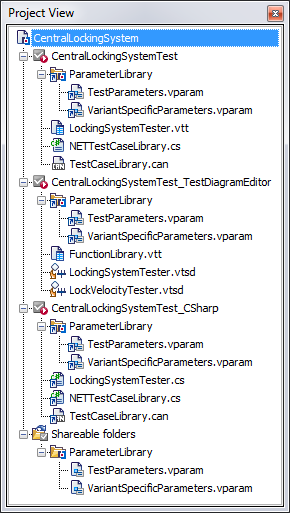 Project View
CentralLockingSystem
CentralLockingSystemTest
ParameterLibrary
TestParameters.vparam
VariantSpecificParameters.vparam
LockingSystemTester.vtt
NETTestCaseLibrary.cs
TestCaseLibrary.can
CentralLockingSystemTest_TestDiagramEditor
ParameterLibrary
TestParameters.vparam
VariantSpecificParameters.vparam
FunctionLibrary.vtt
LockingSystemTester.vtsd
LockVelocityTester.vtsd
CentralLockingSystemTest_CSharp
ParameterLibrary
TestParameters.vparam
VariantSpecificParameters.vparam
LockingSystemTester.cs
NETTestCaseLibrary.cs
TestCaseLibrary.can
Shareable folders
ParameterLibrary
TestParameters.vparam
VariantSpecificParameters.vparam